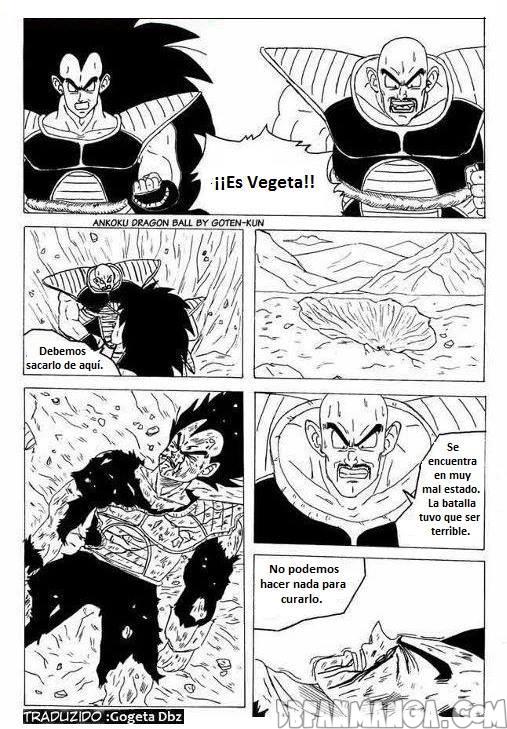 ¡¡Es Vegeta!!
ANKOKU DRAGON BALL BY GOTEN-KUN
Debemos
sacarlo de aquí.
Se
encuentra
en muy
mal estado.
La batalla
tuvo que ser
terrible.
No podemos
hacer nada para
curarlo.
TRADUZIDO :Gogeta Dbz
DBFANMANGA.COM